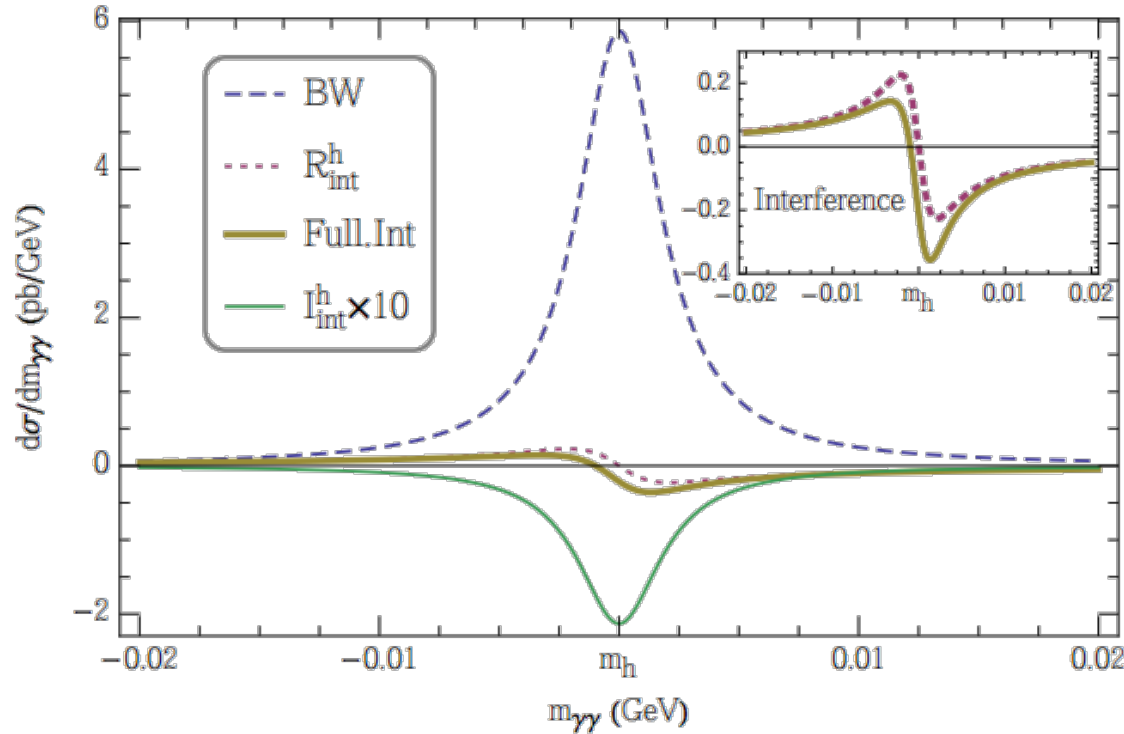 6
4
2
0
−2
dσ/dm_γγ (pb/GeV)
BW
R^h_int
Full.Int
I^h_int×10
0.2
0.0
−0.2
−0.4
Interference
−0.02 −0.01 m_h 0.01 0.02
−0.02 −0.01 m_h 0.01 0.02
m_γγ (GeV)